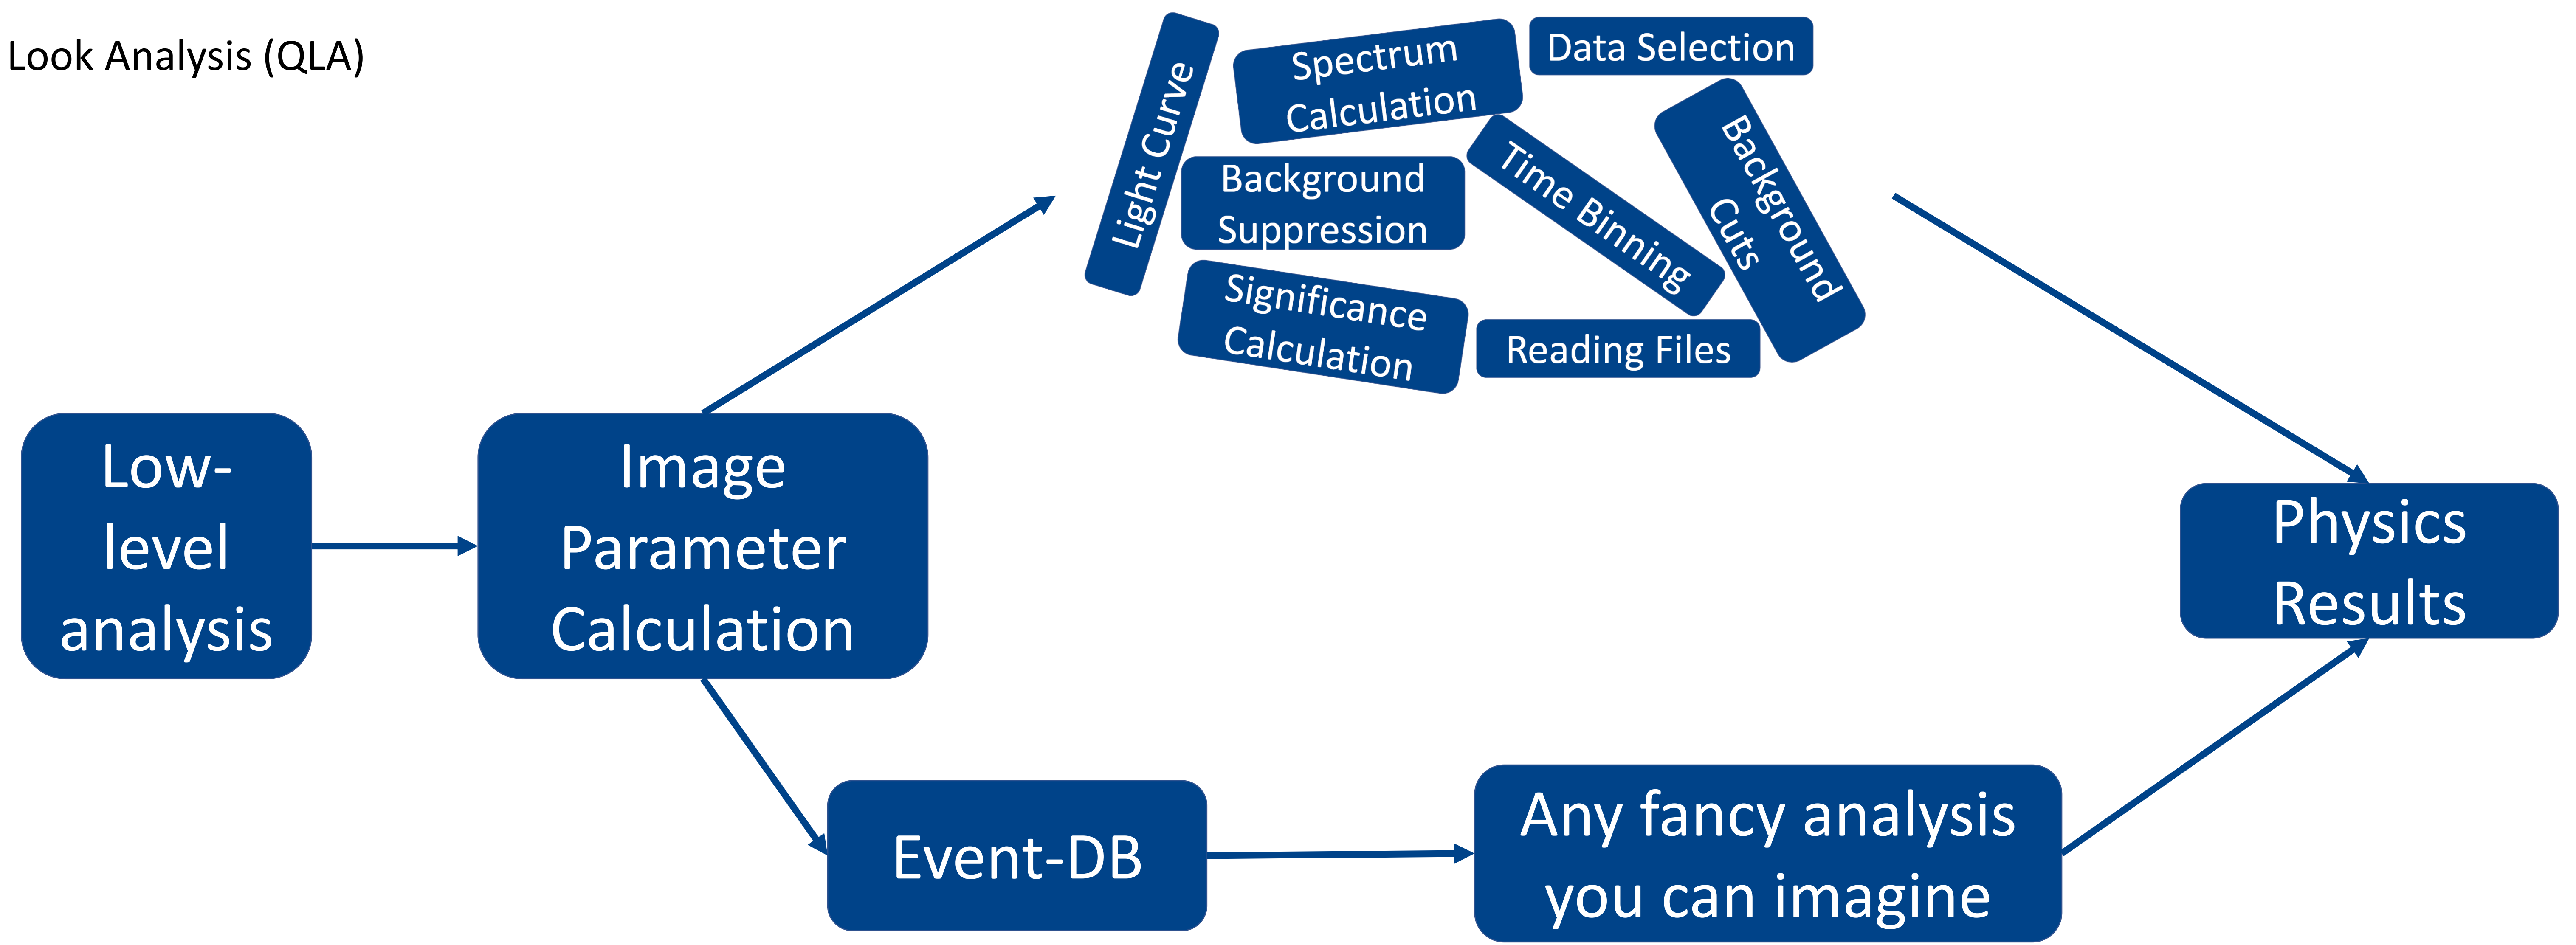 Look Analysis (QLA)
Light Curve
Spectrum
Calculation
Data Selection
Background
Suppression
Time Binning
Background
Cuts
Significance
Calculation
Reading Files
Low-
level
analysis
Image
Parameter
Calculation
Physics
Results
Event-DB
Any fancy analysis
you can imagine